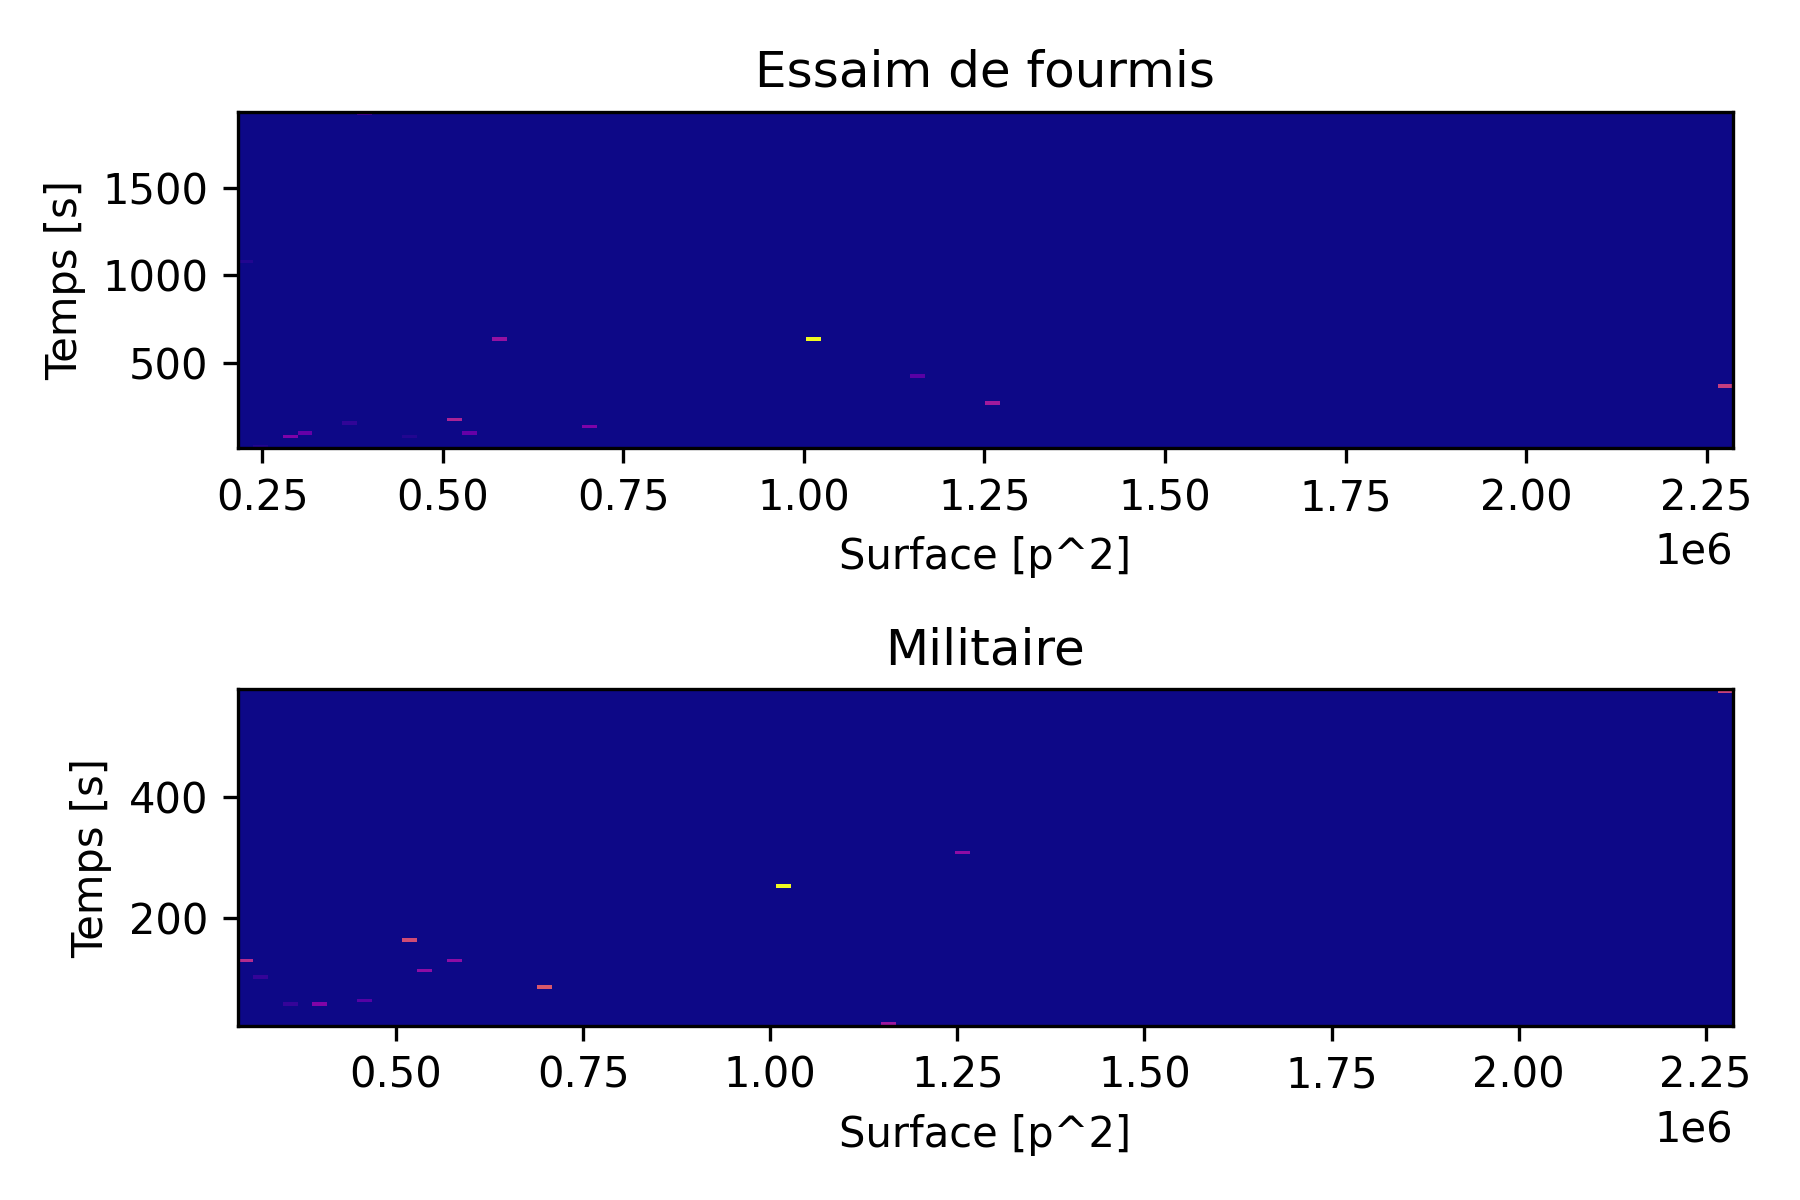 Essaim de fourmis
Temps [s]
1500
1000
500
0.25 0.50 0.75 1.00 1.25 1.50 1.75 2.00 2.25
1e6
Surface [p^2]
Militaire
Temps [s]
400
200
0.50 0.75 1.00 1.25 1.50 1.75 2.00 2.25
1e6
Surface [p^2]